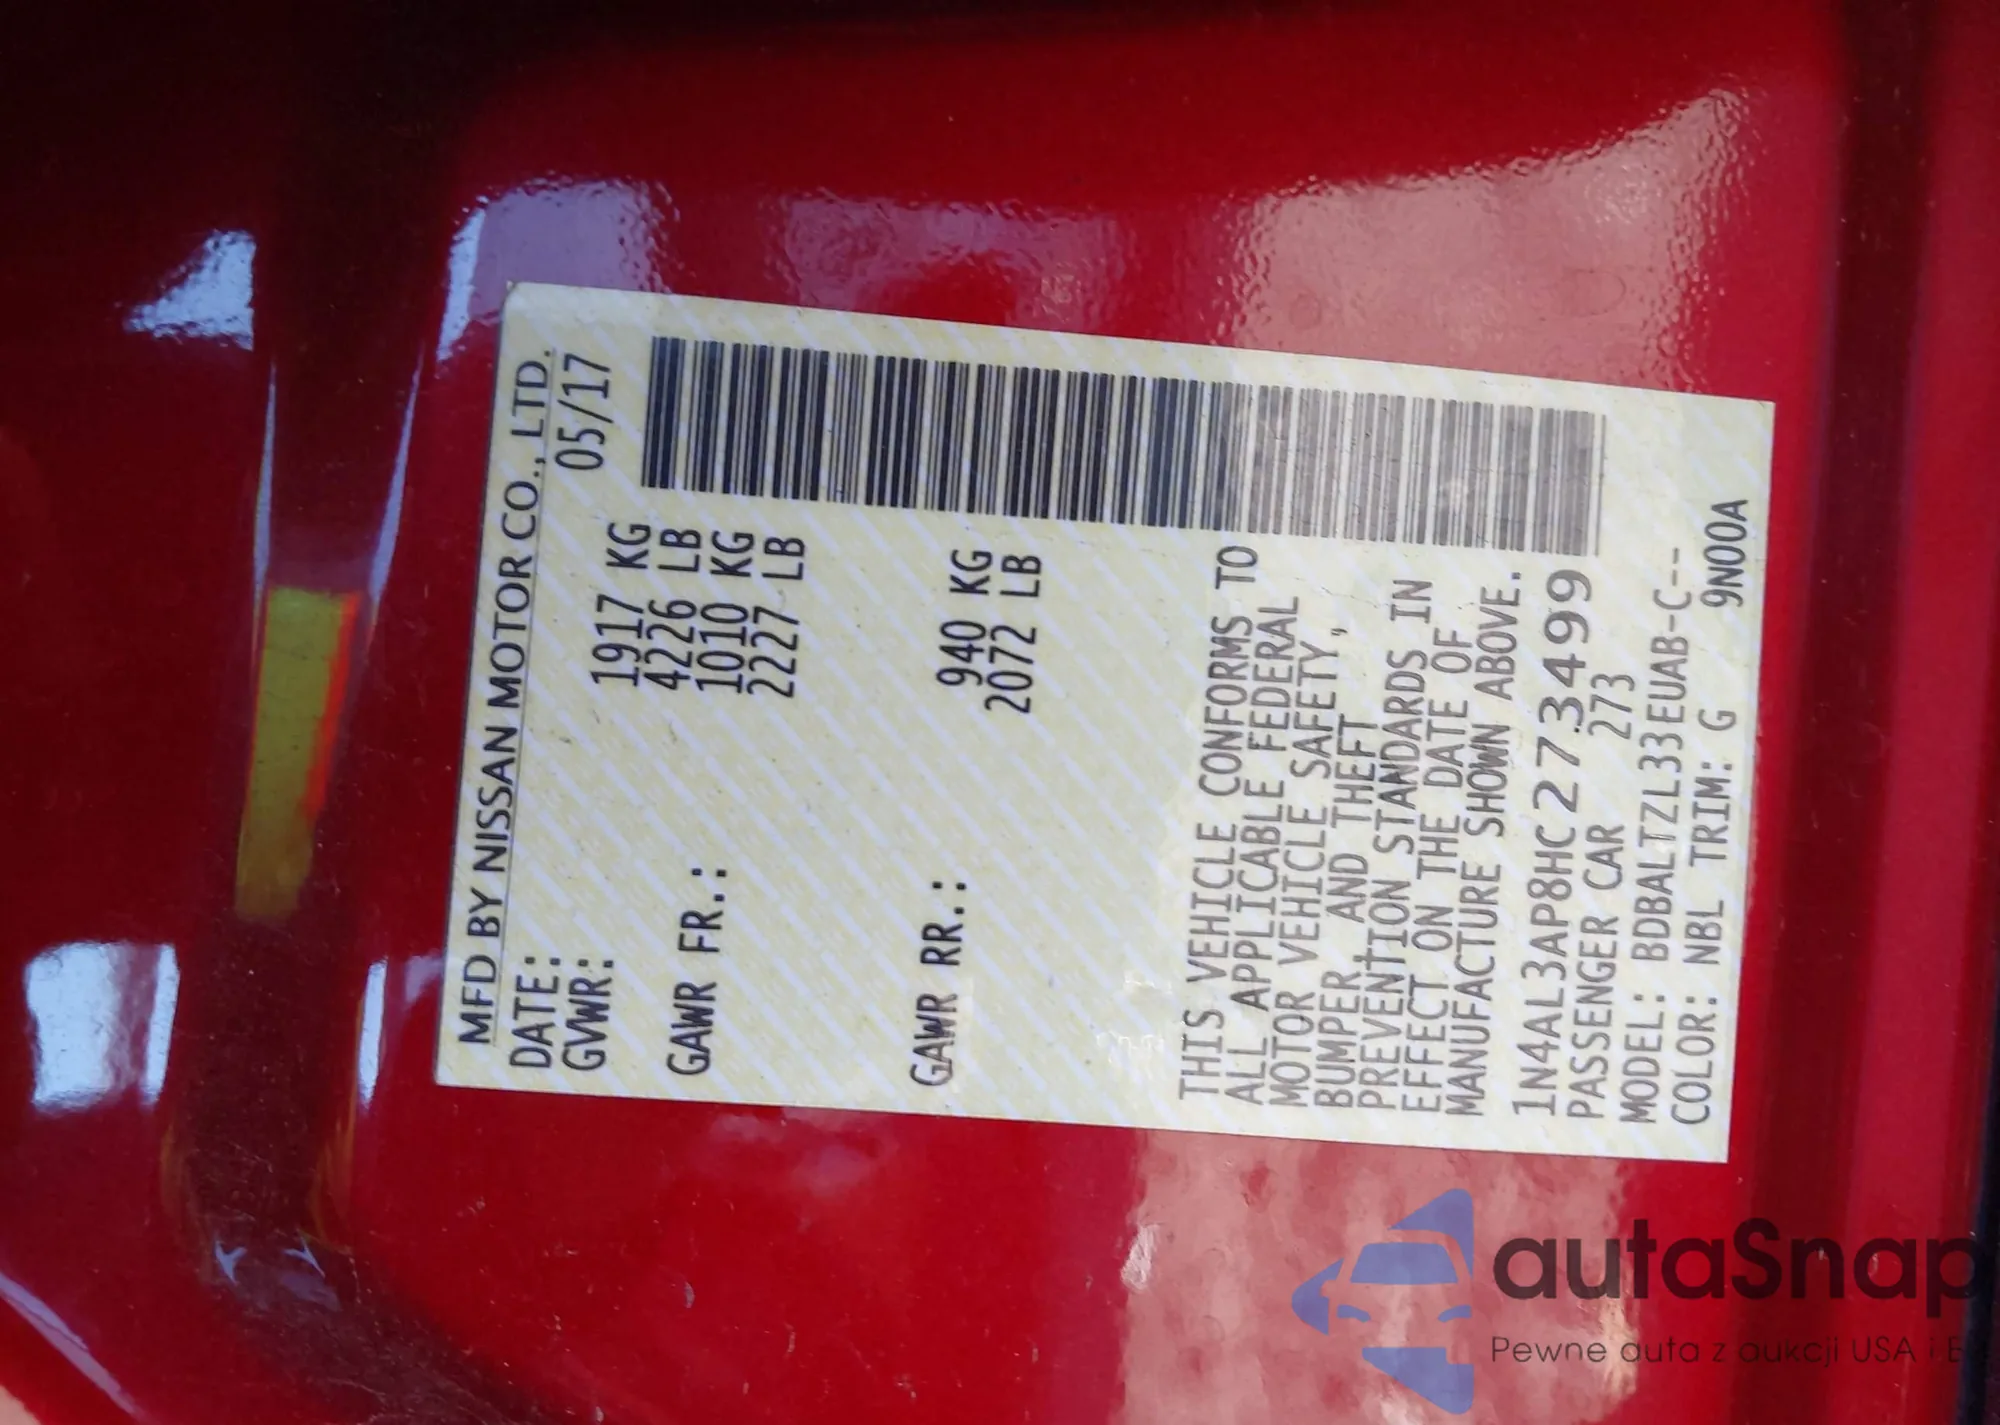 MFD BY NISSAN MOTOR CO., LTD.
DATE: 05/17
GVWR: 1917 KG
4226 LB
GAWR FR.: 1010 KG
2227 LB
GAWR RR.: 940 KG
2072 LB
THIS VEHICLE CONFORMS TO
ALL APPLICABLE FEDERAL
MOTOR VEHICLE SAFETY,
BUMPER AND THEFT
PREVENTION STANDARDS IN
EFFECT ON THE DATE OF
MANUFACTURE SHOWN ABOVE.
1N4AL3AP8HC273499
PASSENGER CAR 273
MODEL: BDBALTZL33EUAB-C--
COLOR: NBL TRIM: G 9N00A
autaSnap
Pewne auta z aukcji USA i